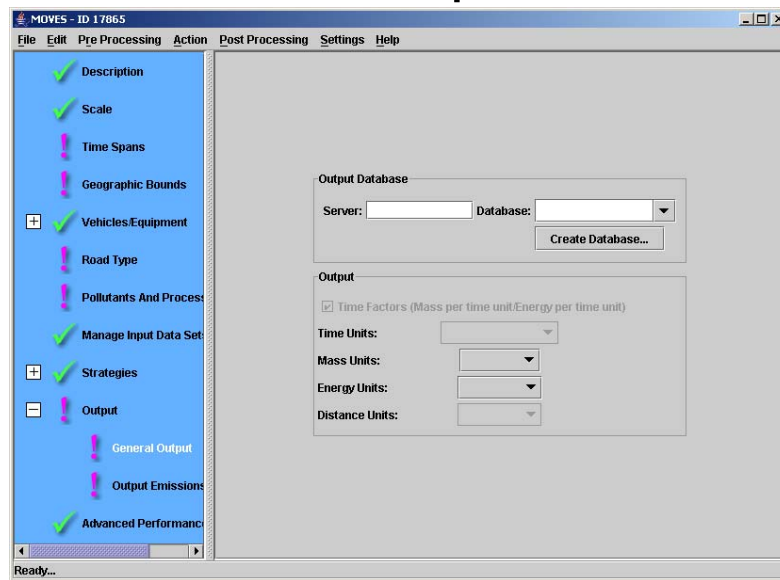 MOVES - ID 17865
File Edit Pre Processing Action Post Processing Settings Help
Description
Scale
Time Spans
Geographic Bounds
Vehicles/Equipment
Road Type
Pollutants And Process
Manage Input Data Set
Strategies
Output
General Output
Output Emissions
Advanced Performanc
Output Database
Server: Database:
Create Database...
Output
Time Factors (Mass per time unit/Energy per time unit)
Time Units:
Mass Units:
Energy Units:
Distance Units:
Ready...